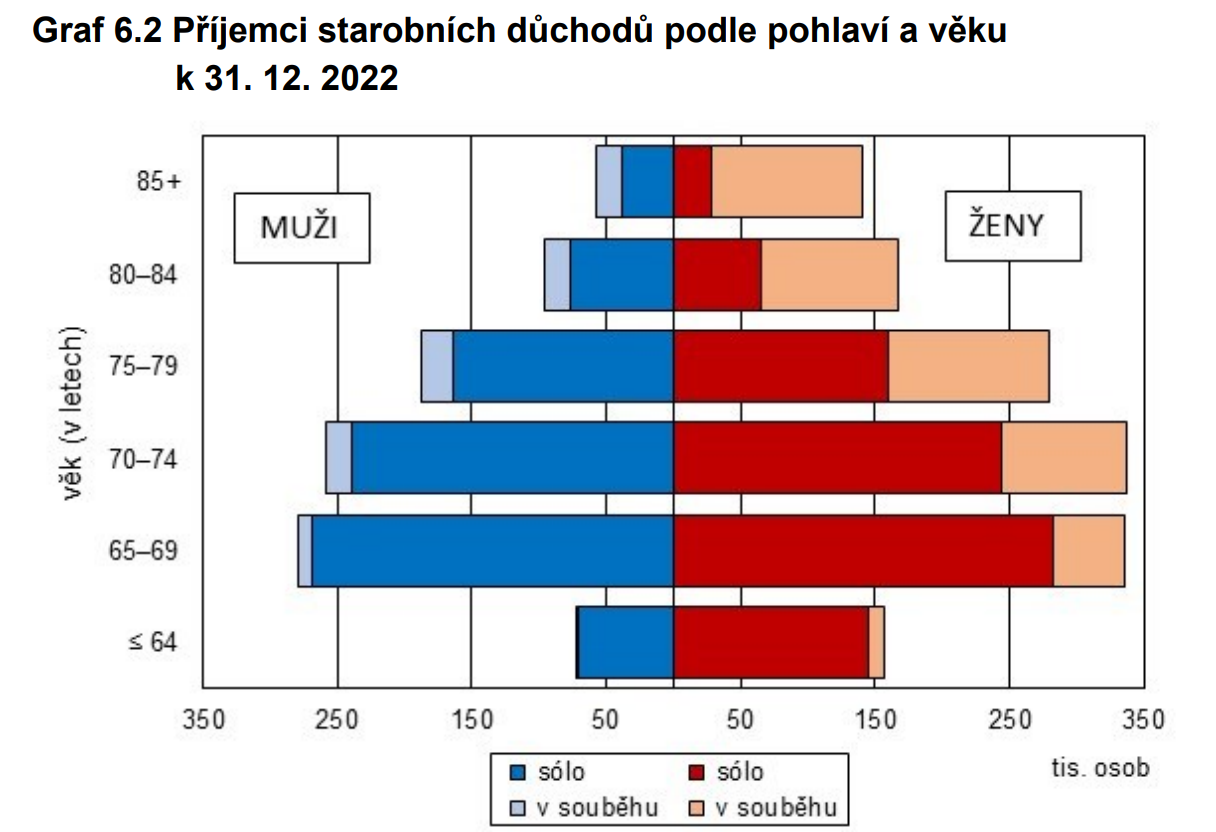 Graf 6.2 Příjemci starobních důchodů podle pohlaví a věku
k 31. 12. 2022
MUŽI
ŽENY
věk (v letech)
85+
80–84
75–79
70–74
65–69
≤ 64
350 250 150 50 50 150 250 350
tis. osob
sólo sólo
v souběhu v souběhu